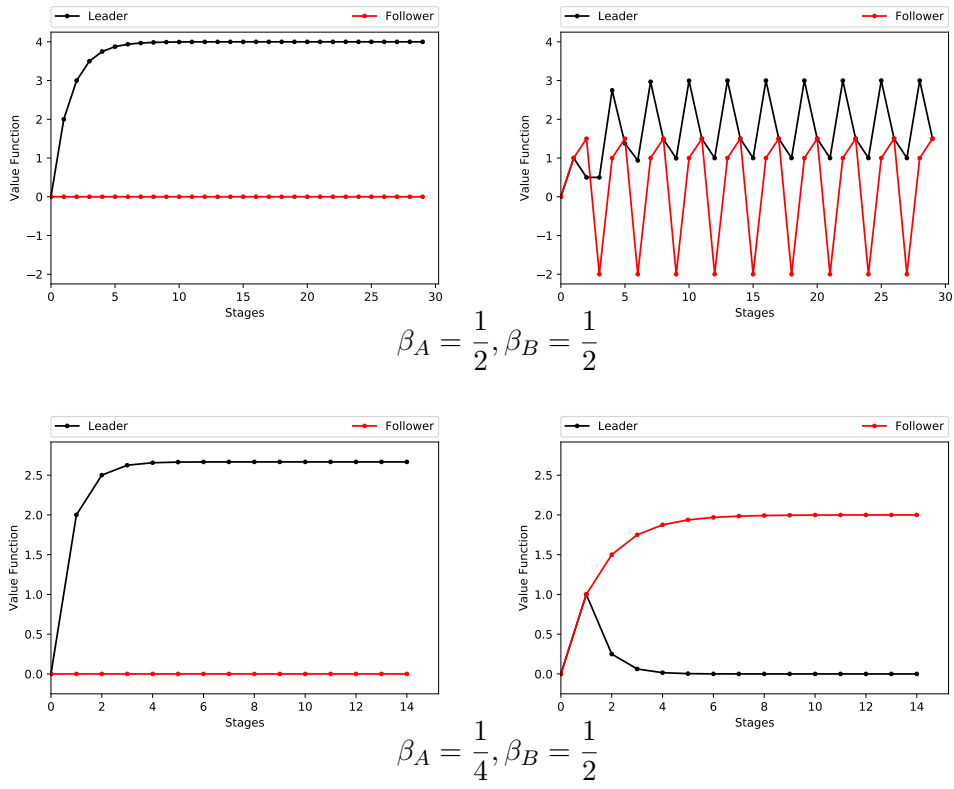 Leader Follower Leader Follower
4 4
3 3
2 2
1 1
0 0
−1 −1
−2 −2
Value Function Value Function
0 5 10 15 20 25 30 0 5 10 15 20 25 30
Stages Stages
β_A = 1/2, β_B = 1/2
Leader Follower Leader Follower
2.5 2.5
2.0 2.0
1.5 1.5
1.0 1.0
0.5 0.5
0.0 0.0
Value Function Value Function
0 2 4 6 8 10 12 14 0 2 4 6 8 10 12 14
Stages Stages
β_A = 1/4, β_B = 1/2